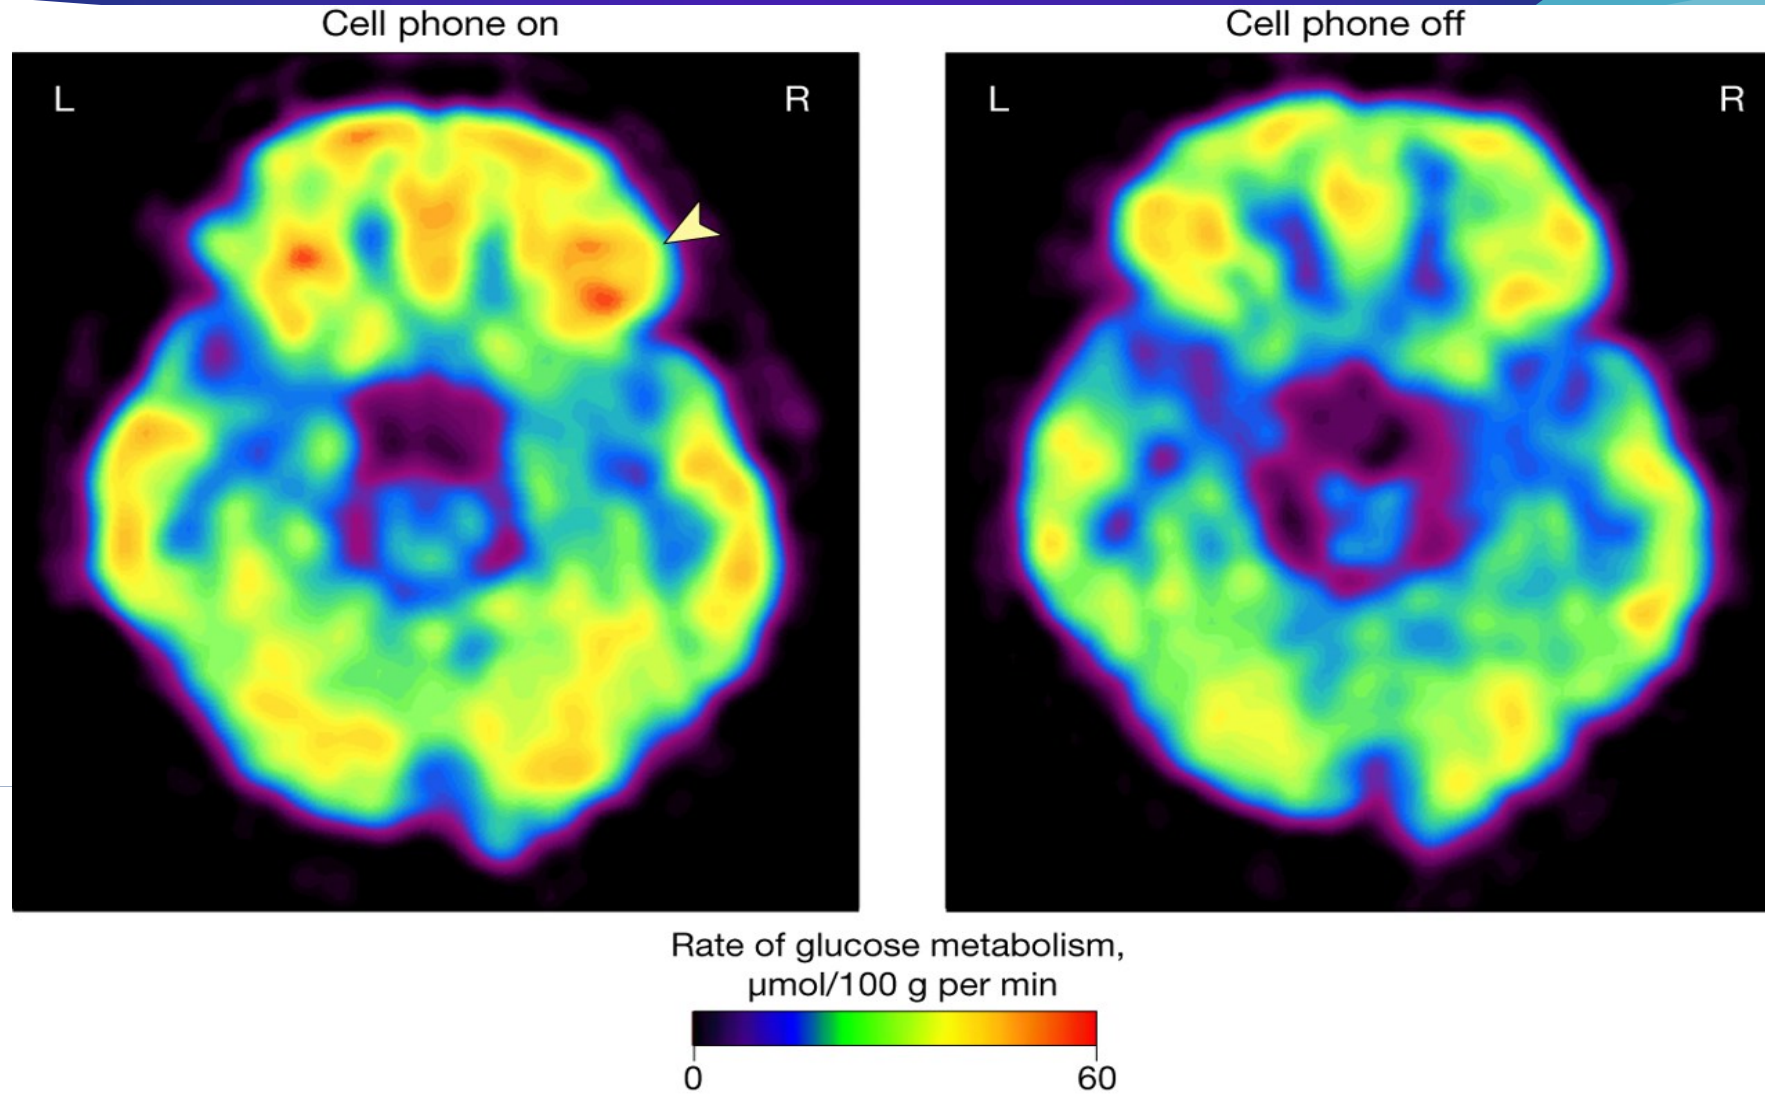 Cell phone on
Cell phone off
L
R
L
R
Rate of glucose metabolism,
µmol/100 g per min
0
60